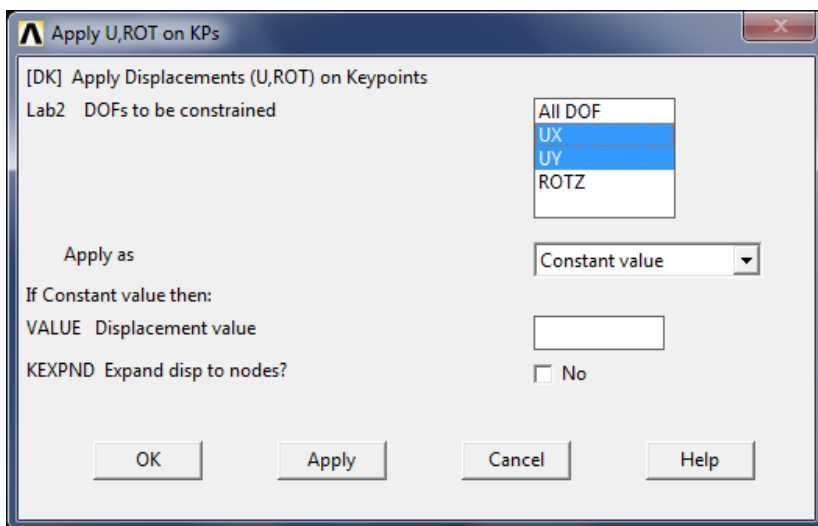 Apply U,ROT on KPs
[DK] Apply Displacements (U,ROT) on Keypoints
Lab2 DOFs to be constrained
All DOF
UX
UY
ROTZ
Apply as
Constant value
If Constant value then:
VALUE Displacement value
KEXPND Expand disp to nodes?
No
OK
Apply
Cancel
Help